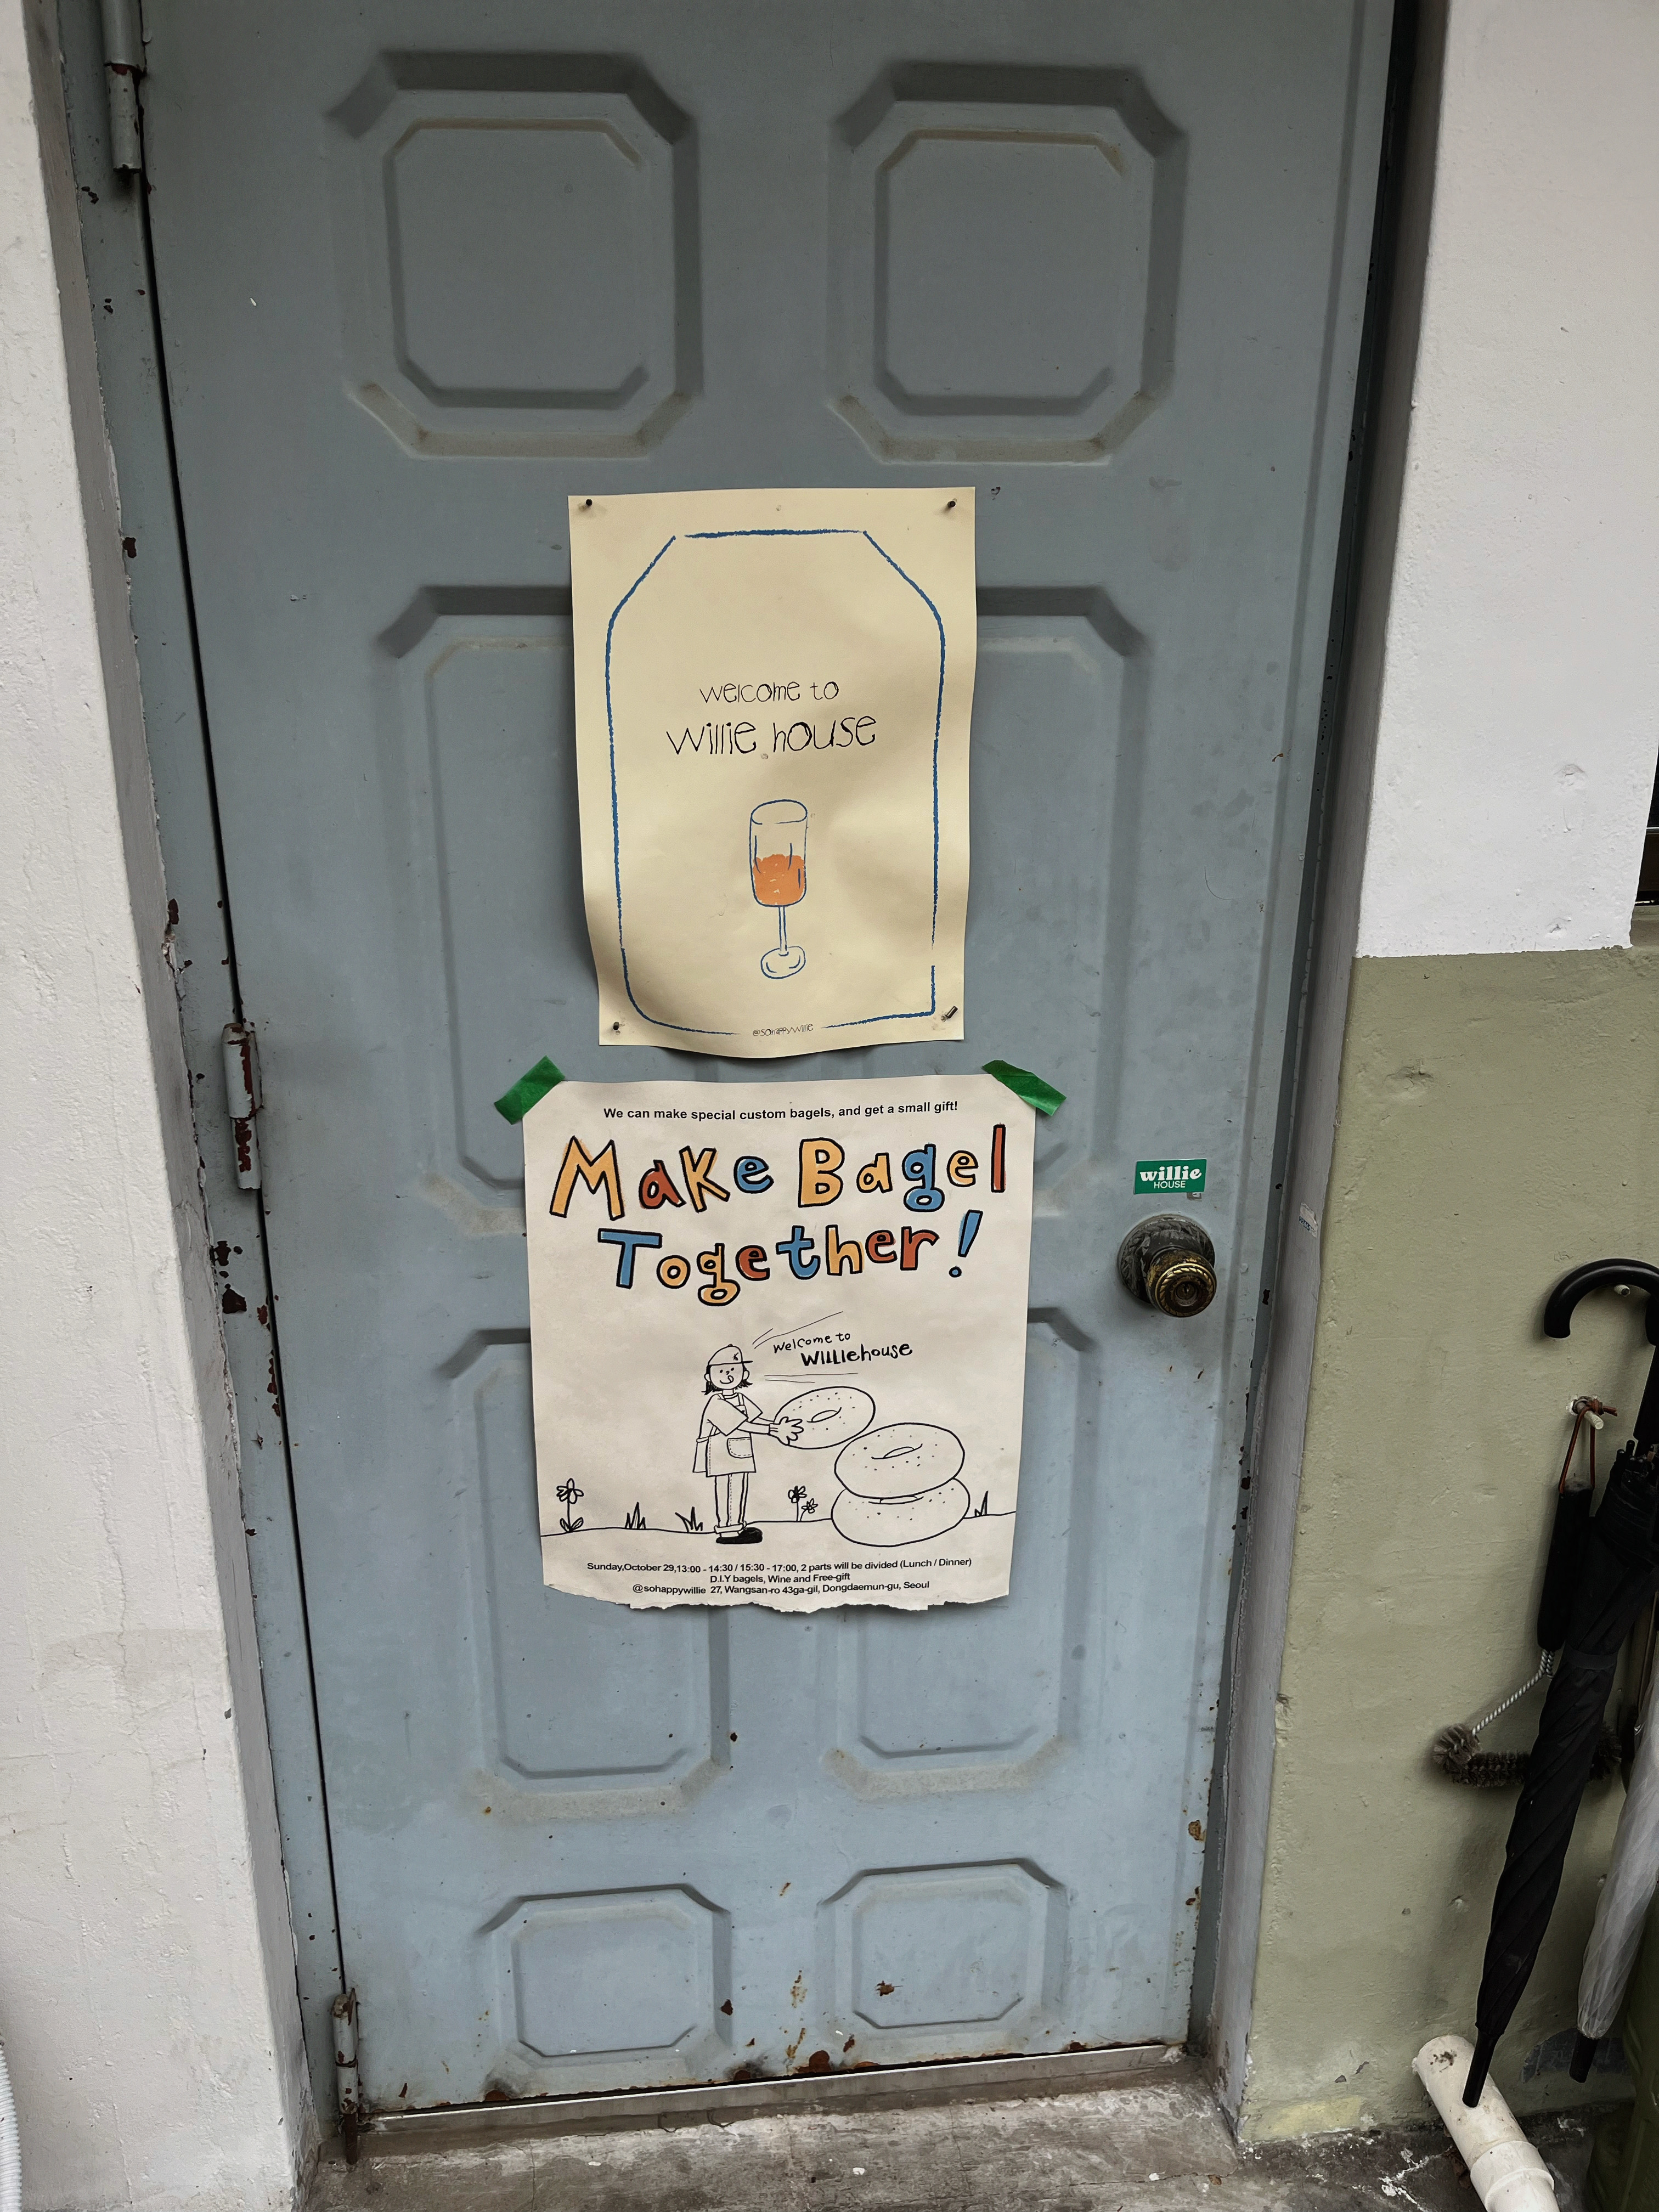 welcome to
willie house
@sohappywillie
We can make special custom bagels, and get a small gift!
Make Bagel
Together!
welcome to
WILLIehouse
Sunday,October 29,13:00 - 14:30 / 15:30 - 17:00, 2 parts will be divided (Lunch / Dinner)
D.I.Y bagels, Wine and Free-gift
@sohappywillie 27, Wangsan-ro 43ga-gil, Dongdaemun-gu, Seoul
willie
HOUSE